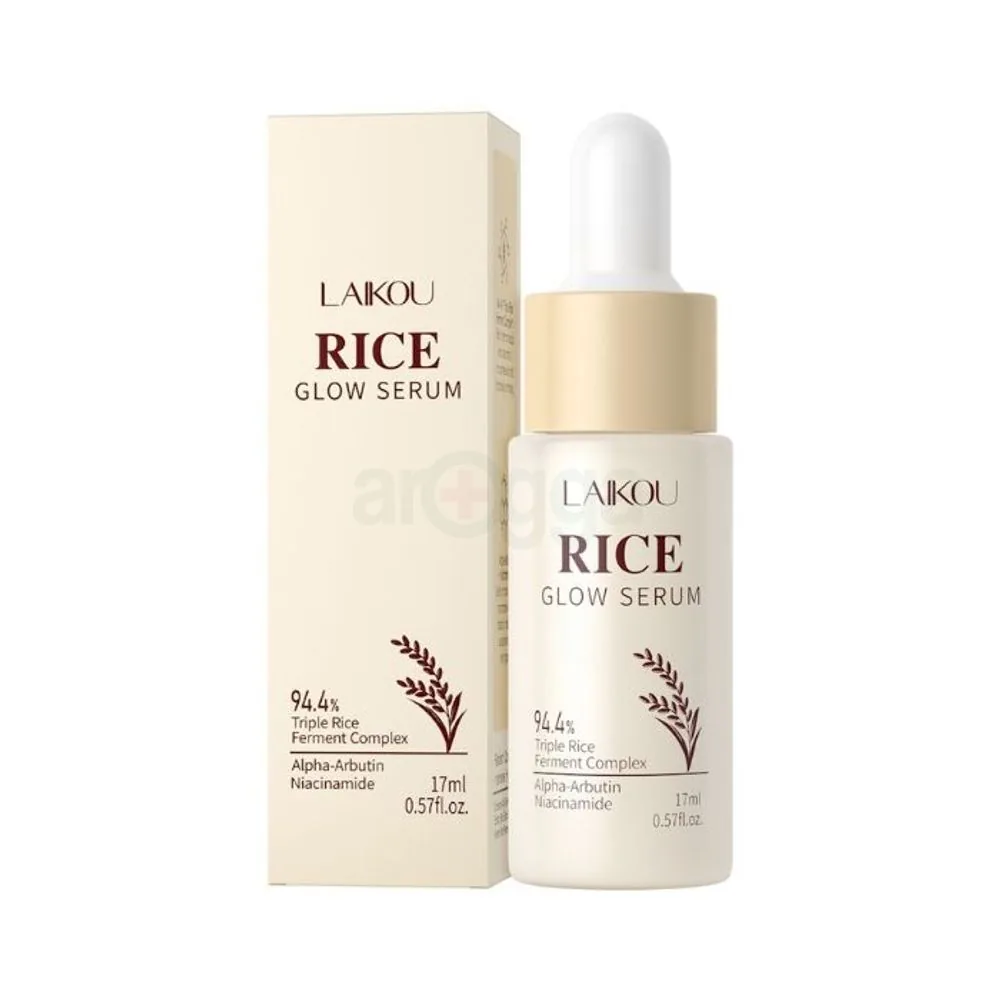 LAIKOU
RICE
GLOW SERUM
94.4%
Triple Rice
Ferment Complex
Alpha-Arbutin
Niacinamide
17ml
0.57fl.oz.
LAIKOU
RICE
GLOW SERUM
94.4%
Triple Rice
Ferment Complex
Alpha-Arbutin
Niacinamide
17ml
0.57fl.oz.
arogga